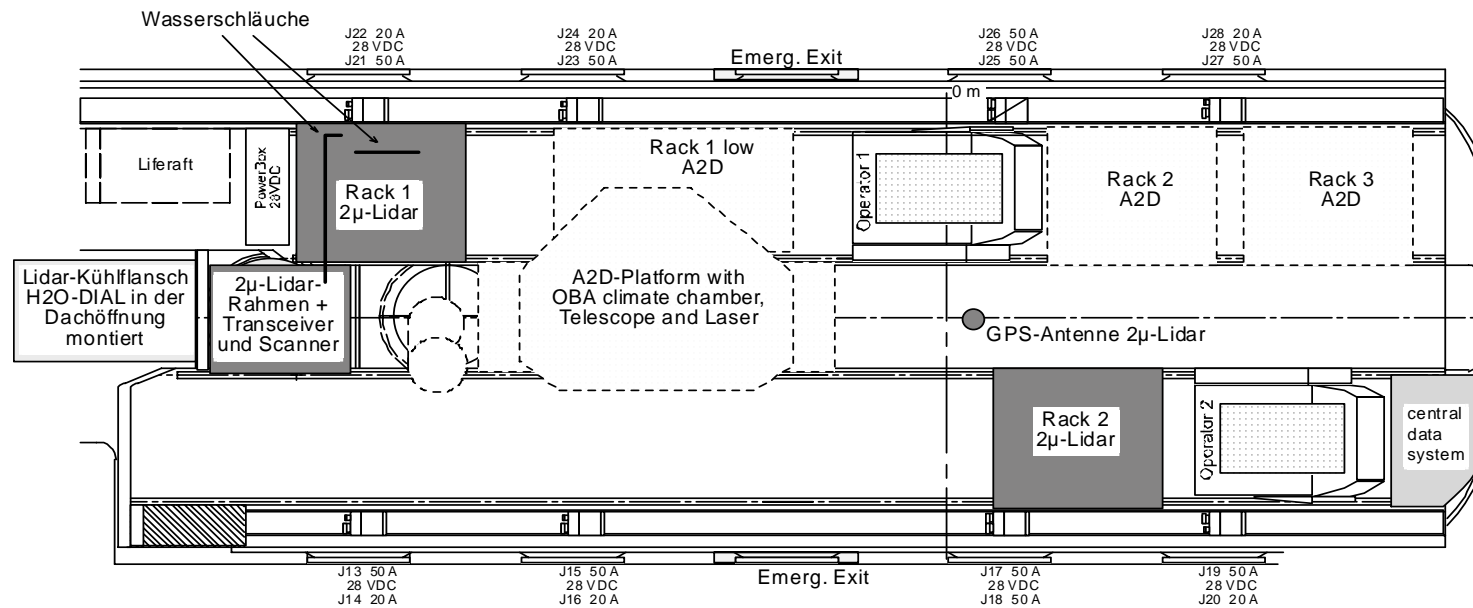 Wasserschläuche
J22 20 A
28 VDC
J21 50 A
J24 20 A
28 VDC
J23 50 A
Emerg. Exit
J26 50 A
28 VDC
J25 50 A
J28 20 A
28 VDC
J27 50 A
0 m
Liferaft
PowerBox
28VDC
Rack 1
2µ-Lidar
Rack 1 low
A2D
Operator 1
Rack 2
A2D
Rack 3
A2D
Lidar-Kühlflansch
H2O-DIAL in der
Dachöffnung
montiert
2µ-Lidar-
Rahmen +
Transceiver
und Scanner
A2D-Platform with
OBA climate chamber,
Telescope and Laser
GPS-Antenne 2µ-Lidar
Rack 2
2µ-Lidar
Operator 2
central
data
system
J13 50 A
28 VDC
J14 20 A
J15 50 A
28 VDC
J16 20 A
Emerg. Exit
J17 50 A
28 VDC
J18 50 A
J19 50 A
28 VDC
J20 20 A